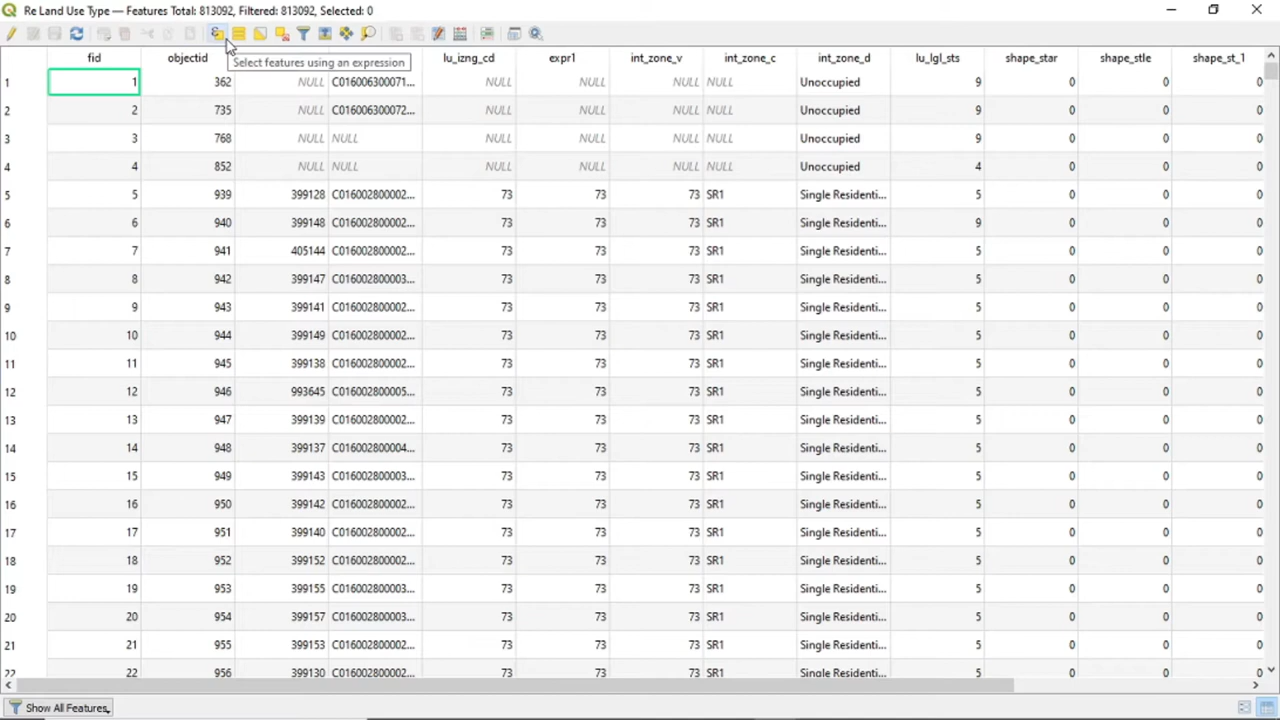 Re Land Use Type — Features Total: 813092, Filtered: 813092, Selected: 0
Select features using an expression
fid objectid lu_izng_cd expr1 int_zone_v int_zone_c int_zone_d lu_lgl_sts shape_star shape_stle shape_st_1
1 1 362 NULL C016006300071... NULL NULL NULL NULL Unoccupied 9 0 0 0
2 2 735 NULL C016006300072... NULL NULL NULL NULL Unoccupied 9 0 0 0
3 3 768 NULL NULL NULL NULL NULL NULL Unoccupied 9 0 0 0
4 4 852 NULL NULL NULL NULL NULL NULL Unoccupied 4 0 0 0
5 5 939 399128 C016002800002... 73 73 73 SR1 Single Residenti... 5 0 0 0
6 6 940 399148 C016002800002... 73 73 73 SR1 Single Residenti... 9 0 0 0
7 7 941 405144 C016002800002... 73 73 73 SR1 Single Residenti... 5 0 0 0
8 8 942 399147 C016002800003... 73 73 73 SR1 Single Residenti... 5 0 0 0
9 9 943 399141 C016002800002... 73 73 73 SR1 Single Residenti... 5 0 0 0
10 10 944 399149 C016002800002... 73 73 73 SR1 Single Residenti... 5 0 0 0
11 11 945 399138 C016002800002... 73 73 73 SR1 Single Residenti... 5 0 0 0
12 12 946 993645 C016002800005... 73 73 73 SR1 Single Residenti... 5 0 0 0
13 13 947 399139 C016002800002... 73 73 73 SR1 Single Residenti... 5 0 0 0
14 14 948 399137 C016002800004... 73 73 73 SR1 Single Residenti... 5 0 0 0
15 15 949 399143 C016002800003... 73 73 73 SR1 Single Residenti... 5 0 0 0
16 16 950 399142 C016002800002... 73 73 73 SR1 Single Residenti... 5 0 0 0
17 17 951 399140 C016002800002... 73 73 73 SR1 Single Residenti... 5 0 0 0
18 18 952 399152 C016002800002... 73 73 73 SR1 Single Residenti... 5 0 0 0
19 19 953 399155 C016002800003... 73 73 73 SR1 Single Residenti... 5 0 0 0
20 20 954 399157 C016002800003... 73 73 73 SR1 Single Residenti... 5 0 0 0
21 21 955 399153 C016002800002... 73 73 73 SR1 Single Residenti... 5 0 0 0
22 22 956 399130 C016002800002... 73 73 73 SR1 Single Residenti... 5 0 0 0
Show All Features